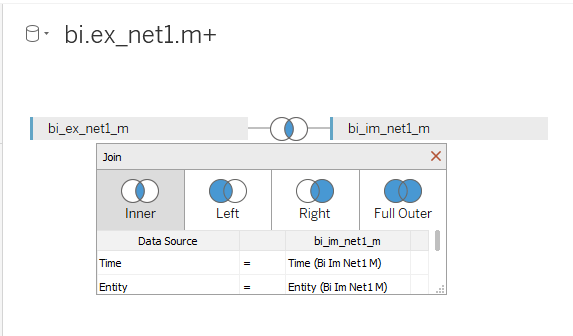 bi.ex_net1.m+
bi_ex_net1_m
bi_im_net1_m
Join
Inner Left Right Full Outer
Data Source bi_im_net1_m
Time = Time (Bi Im Net1 M)
Entity = Entity (Bi Im Net1 M)